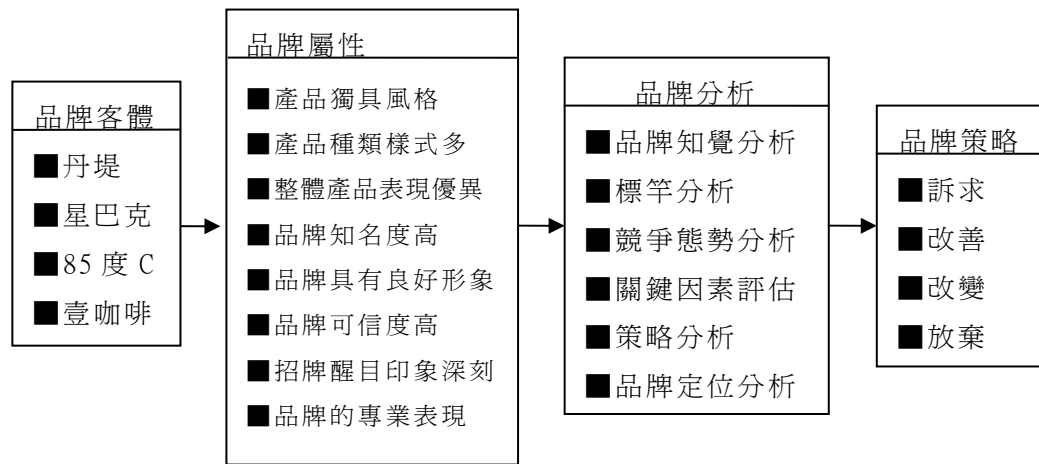 品牌客體
■丹堤
■星巴克
■85 度 C
■壹咖啡
品牌屬性
■產品獨具風格
■產品種類樣式多
■整體產品表現優異
■品牌知名度高
■品牌具有良好形象
■品牌可信度高
■招牌醒目印象深刻
■品牌的專業表現
品牌分析
■品牌知覺分析
■標竿分析
■競爭態勢分析
■關鍵因素評估
■策略分析
■品牌定位分析
品牌策略
■訴求
■改善
■改變
■放棄